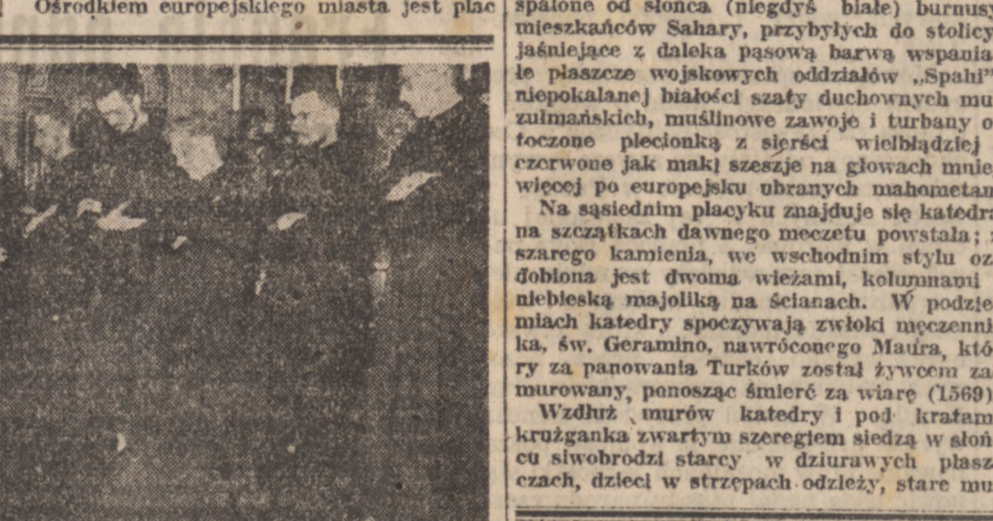 Ośrodkiem europejskiego miasta jest plac
spalone od słońca (niegdyś białe) burnusy
mieszkańców Sahary, przybyłych do stolicy
jaśniejące z daleka pąsową barwą wspania-
łe płaszcze wojskowych oddziałów „Spahi”
niepokalanej białości szaty duchownych mu
zułmańskich, muślinowe zawoje i turbany o
toczone plecionką z sierści wielbłądziej
czerwone jak maki szeszje na głowach mnie
więcej po europejsku ubranych mahometan
Na sąsiednim placyku znajduje się katedra
na szczątkach dawnego meczetu powstała;
szarego kamienia, we wschodnim stylu oz
dobiona jest dwoma wieżami, kolumnami
niebieską majoliką na ścianach. W podzie
miach katedry spoczywają zwłoki męczenni
ka, św. Geramino, nawróconego Maura, któ-
ry za panowania Turków został żywcem za
murowany, ponosząc śmierć za wiarę (1569)
Wzdłuż murów katedry i pod kratam
krużganka zwartym szeregiem siedzą w słoń
cu siwobrodzi starcy w dziurawych płasz
czach, dzieci w strzępach odzieży, stare mu